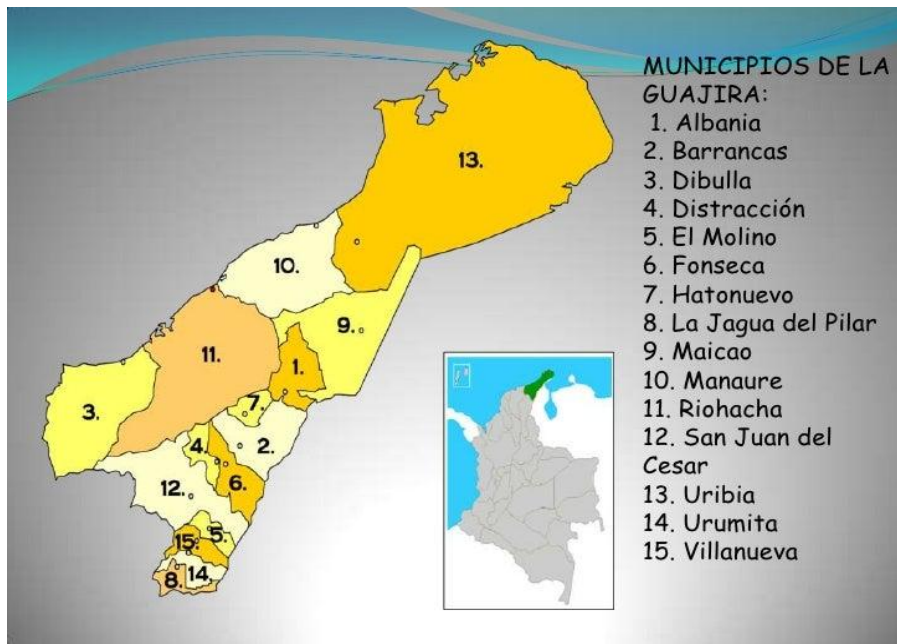 MUNICIPIOS DE LA
GUAJIRA:
1. Albania
2. Barrancas
3. Dibulla
4. Distracción
5. El Molino
6. Fonseca
7. Hatonuevo
8. La Jagua del Pilar
9. Maicao
10. Manaure
11. Riohacha
12. San Juan del
Cesar
13. Uribia
14. Urumita
15. Villanueva
13.
10.
9.
11.
1.
7.
3.
2.
4.
6.
12.
5.
15.
14.
8.